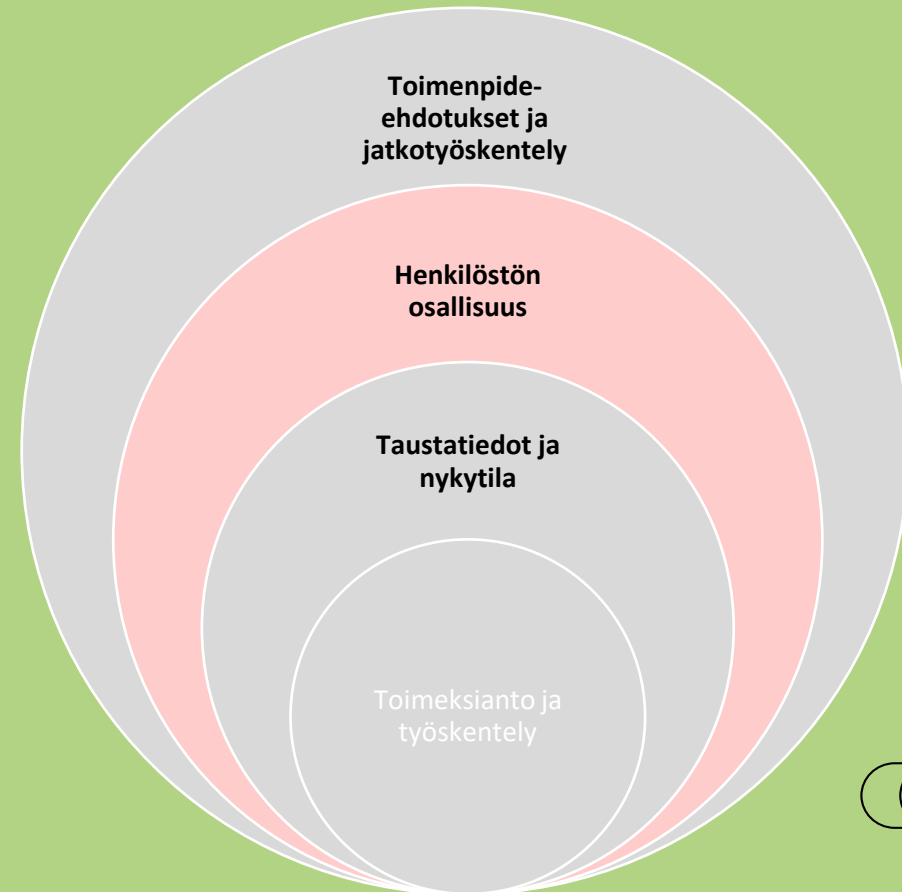 Toimenpide-
ehdotukset ja
jatkotyöskentely
Henkilöstön
osallisuus
Taustatiedot ja
nykytila
Toimeksianto ja
työskentely